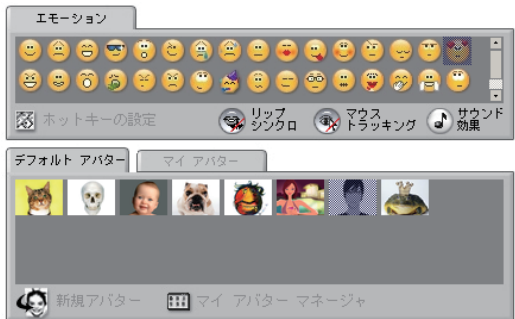 エモーション
ホットキーの設定
リップ
シンクロ
マウス
トラッキング
サウンド
効果
デフォルト アバター
マイ アバター
新規アバター
マイ アバター マネージャ